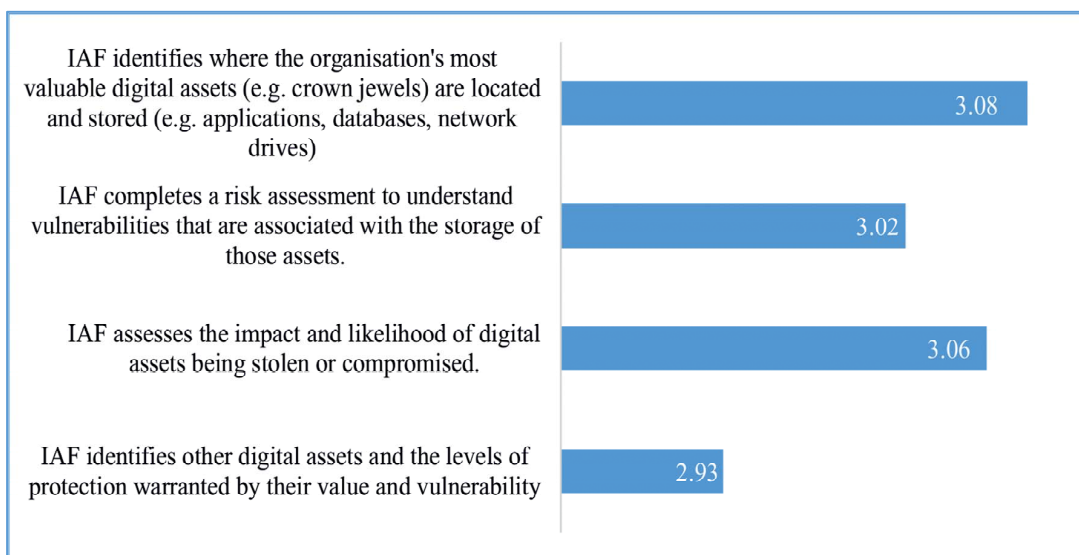 IAF identifies where the organisation's most
valuable digital assets (e.g. crown jewels) are located
and stored (e.g. applications, databases, network
drives)
3.08
IAF completes a risk assessment to understand
vulnerabilities that are associated with the storage of
those assets.
3.02
IAF assesses the impact and likelihood of digital
assets being stolen or compromised.
3.06
IAF identifies other digital assets and the levels of
protection warranted by their value and vulnerability
2.93